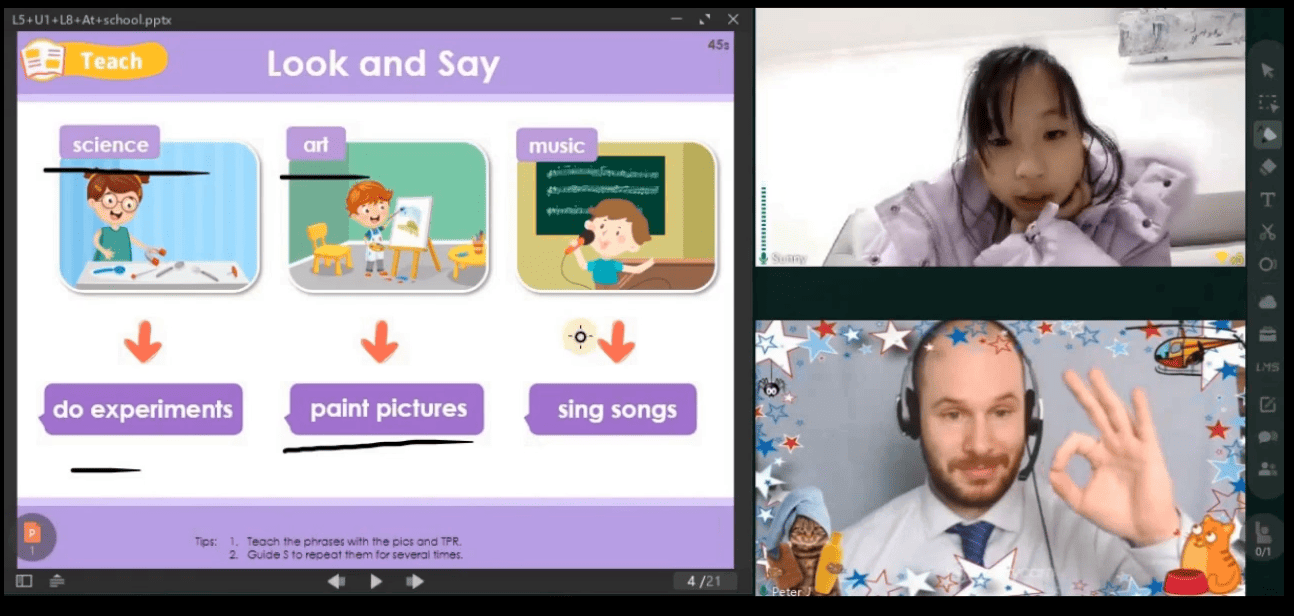 L5+U1+L8+At+school.pptx
Teach
Look and Say
45s
science
art
music
do experiments
paint pictures
sing songs
Tips: 1. Teach the phrases with the pics and TPR.
2. Guide S to repeat them for several times.
P
1
4 /21
Sunny
Peter
T
LMS
0/1